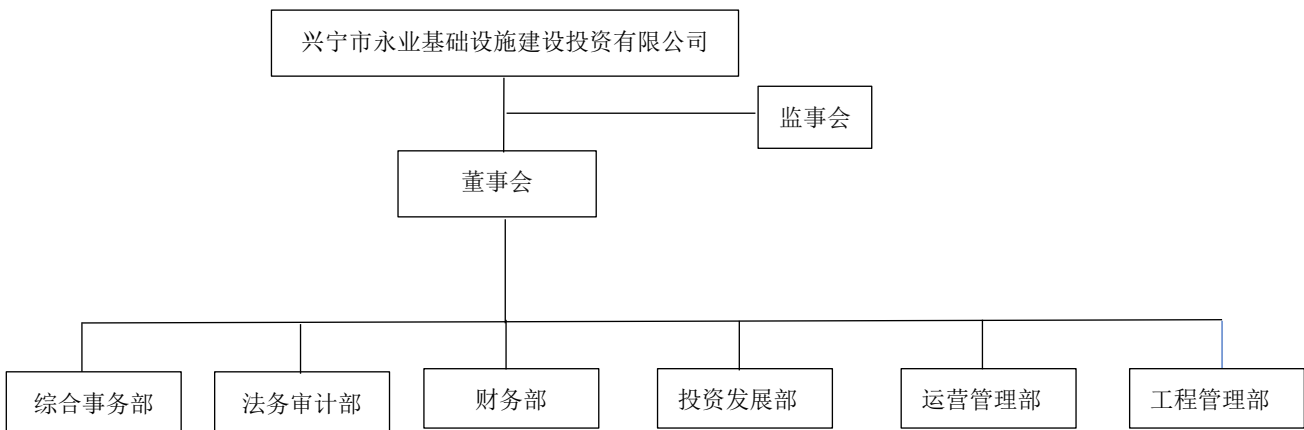 兴宁市永业基础设施建设投资有限公司
监事会
董事会
综合事务部
法务审计部
财务部
投资发展部
运营管理部
工程管理部